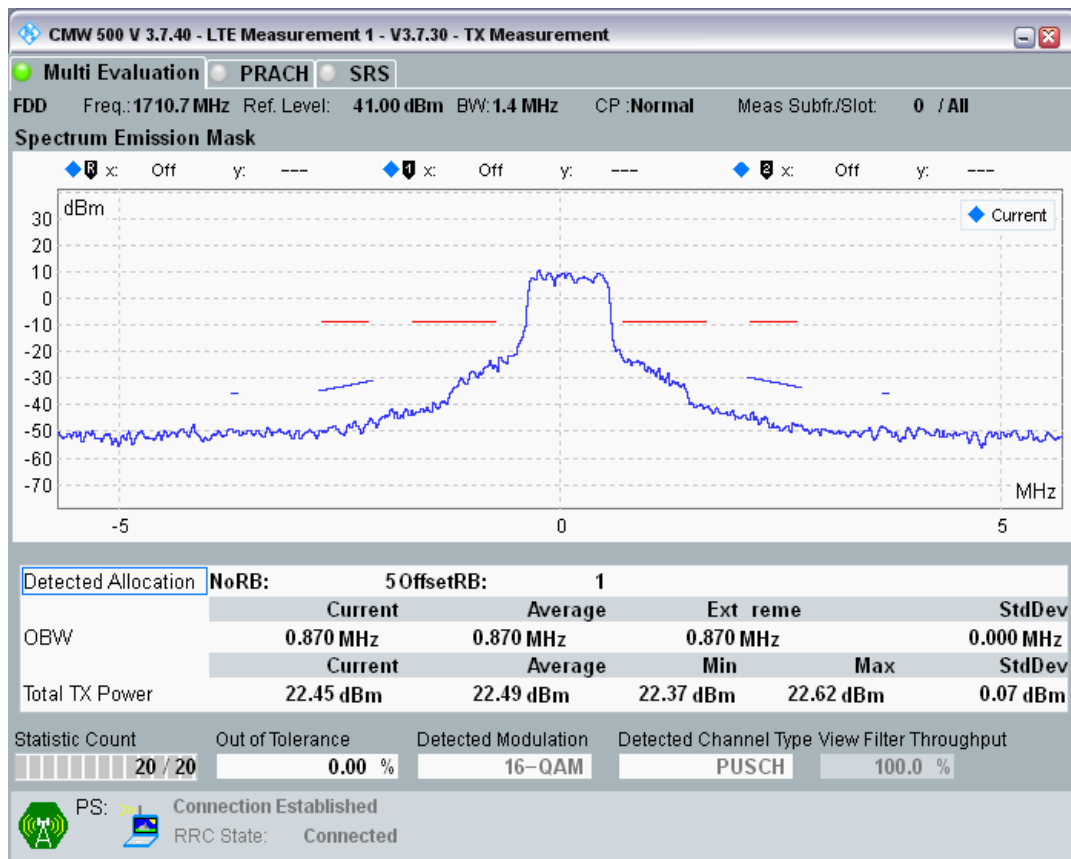 CMW 500 V 3.7.40 - LTE Measurement 1 - V3.7.30 - TX Measurement
Multi Evaluation PRACH SRS
FDD Freq.:1710.7 MHz Ref. Level: 41.00 dBm BW:1.4 MHz CP :Normal Meas Subfr./Slot: 0 / All
Spectrum Emission Mask
R x: Off y: --- 1 x: Off y: --- 2 x: Off y: ---
dBm
Current
30
20
10
0
-10
-20
-30
-40
-50
-60
-70
MHz
-5 0 5
Detected Allocation NoRB: 5 OffsetRB: 1
Current Average Ext reme StdDev
OBW 0.870 MHz 0.870 MHz 0.870 MHz 0.000 MHz
Current Average Min Max StdDev
Total TX Power 22.45 dBm 22.49 dBm 22.37 dBm 22.62 dBm 0.07 dBm
Statistic Count Out of Tolerance Detected Modulation Detected Channel Type View Filter Throughput
20 / 20 0.00 % 16-QAM PUSCH 100.0 %
PS: Connection Established
RRC State: Connected